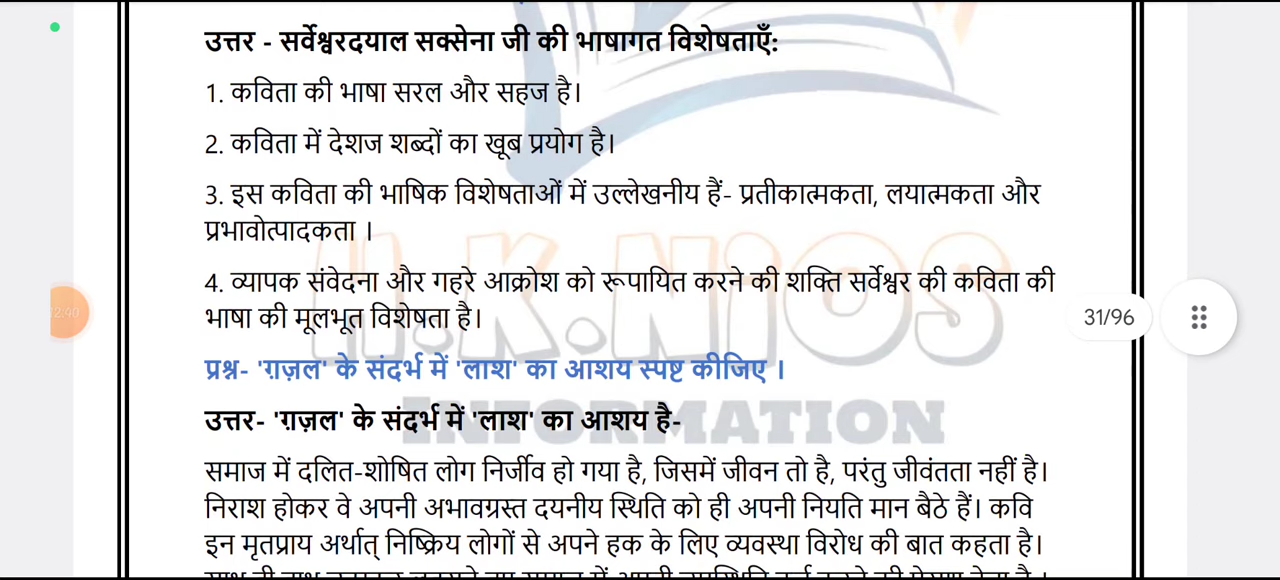 उत्तर - सर्वेश्वरदयाल सक्सेना जी की भाषागत विशेषताएँ:
1. कविता की भाषा सरल और सहज है।
2. कविता में देशज शब्दों का खूब प्रयोग है।
3. इस कविता की भाषिक विशेषताओं में उल्लेखनीय हैं- प्रतीकात्मकता, लयात्मकता और
प्रभावोत्पादकता ।
4. व्यापक संवेदना और गहरे आक्रोश को रूपायित करने की शक्ति सर्वेश्वर की कविता की
भाषा की मूलभूत विशेषता है।
12:40
31/96
H.K.NiOS
प्रश्न- 'ग़ज़ल' के संदर्भ में 'लाश' का आशय स्पष्ट कीजिए ।
उत्तर- 'ग़ज़ल' के संदर्भ में 'लाश' का आशय है-
INFORMATION
समाज में दलित-शोषित लोग निर्जीव हो गया है, जिसमें जीवन तो है, परंतु जीवंतता नहीं है।
निराश होकर वे अपनी अभावग्रस्त दयनीय स्थिति को ही अपनी नियति मान बैठे हैं। कवि
इन मृतप्राय अर्थात् निष्क्रिय लोगों से अपने हक के लिए व्यवस्था विरोध की बात कहता है।